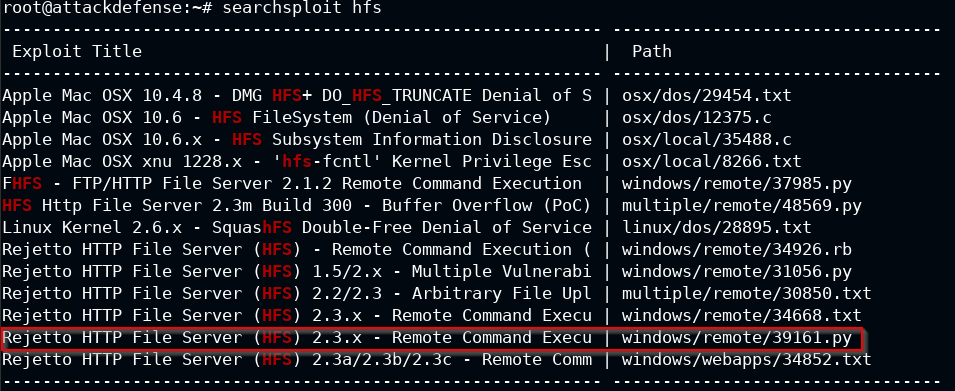 root@attackdefense:~# searchsploit hfs
------------------------------------------------------------ ---------------------------------
 Exploit Title                                              |  Path
------------------------------------------------------------ ---------------------------------
Apple Mac OSX 10.4.8 - DMG HFS+ DO_HFS_TRUNCATE Denial of S | osx/dos/29454.txt
Apple Mac OSX 10.6 - HFS FileSystem (Denial of Service)     | osx/dos/12375.c
Apple Mac OSX 10.6.x - HFS Subsystem Information Disclosure | osx/local/35488.c
Apple Mac OSX xnu 1228.x - 'hfs-fcntl' Kernel Privilege Esc | osx/local/8266.txt
FHFS - FTP/HTTP File Server 2.1.2 Remote Command Execution  | windows/remote/37985.py
HFS Http File Server 2.3m Build 300 - Buffer Overflow (PoC) | multiple/remote/48569.py
Linux Kernel 2.6.x - SquashFS Double-Free Denial of Service | linux/dos/28895.txt
Rejetto HTTP File Server (HFS) - Remote Command Execution ( | windows/remote/34926.rb
Rejetto HTTP File Server (HFS) 1.5/2.x - Multiple Vulnerabi | windows/remote/31056.py
Rejetto HTTP File Server (HFS) 2.2/2.3 - Arbitrary File Upl | multiple/remote/30850.txt
Rejetto HTTP File Server (HFS) 2.3.x - Remote Command Execu | windows/remote/34668.txt
Rejetto HTTP File Server (HFS) 2.3.x - Remote Command Execu | windows/remote/39161.py
Rejetto HTTP File Server (HFS) 2.3a/2.3b/2.3c - Remote Comm | windows/webapps/34852.txt
------------------------------------------------------------ ---------------------------------